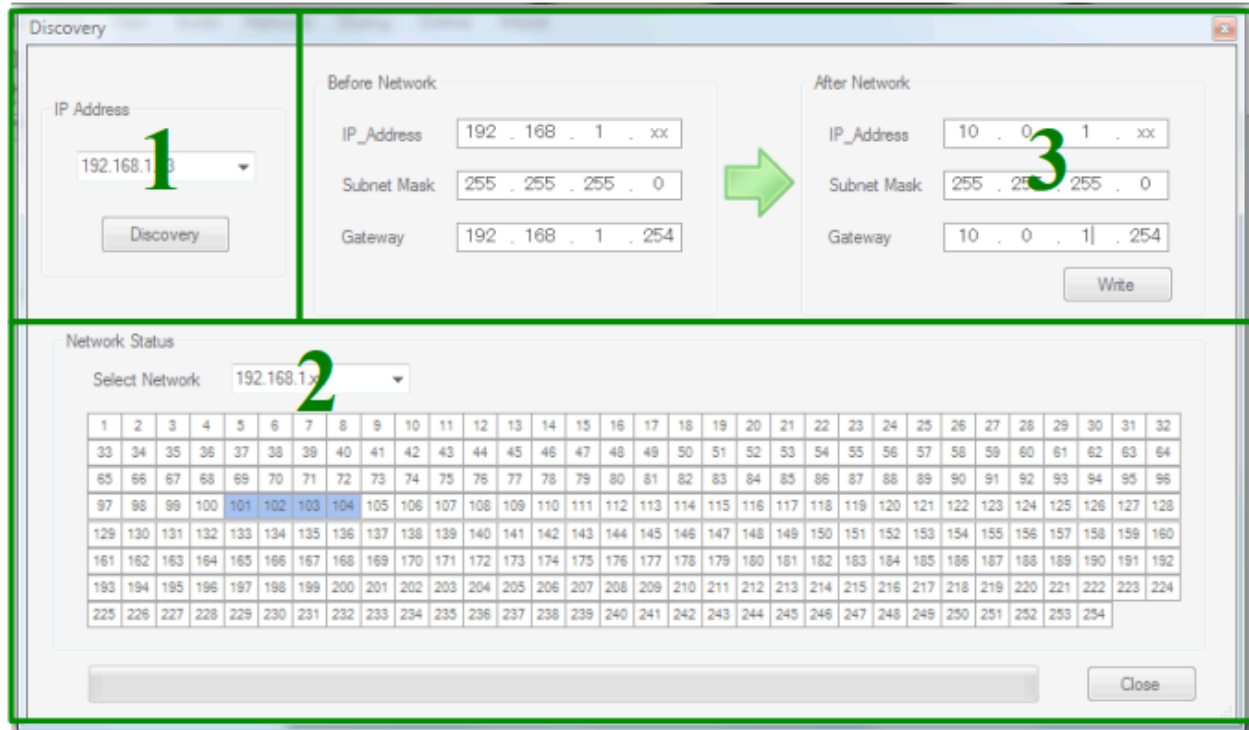 Discovery
IP Address
1
192.168.1
Discovery
Before Network
IP_Address 192 . 168 . 1 . xx
Subnet Mask 255 . 255 . 255 . 0
Gateway 192 . 168 . 1 . 254
After Network
3
IP_Address 10 . 0 . 1 . xx
Subnet Mask 255 . 255 . 255 . 0
Gateway 10 . 0 . 1 . 254
Write
Network Status
2
Select Network 192.168.1.x
1 2 3 4 5 6 7 8 9 10 11 12 13 14 15 16 17 18 19 20 21 22 23 24 25 26 27 28 29 30 31 32
33 34 35 36 37 38 39 40 41 42 43 44 45 46 47 48 49 50 51 52 53 54 55 56 57 58 59 60 61 62 63 64
65 66 67 68 69 70 71 72 73 74 75 76 77 78 79 80 81 82 83 84 85 86 87 88 89 90 91 92 93 94 95 96
97 98 99 100 101 102 103 104 105 106 107 108 109 110 111 112 113 114 115 116 117 118 119 120 121 122 123 124 125 126 127 128
129 130 131 132 133 134 135 136 137 138 139 140 141 142 143 144 145 146 147 148 149 150 151 152 153 154 155 156 157 158 159 160
161 162 163 164 165 166 167 168 169 170 171 172 173 174 175 176 177 178 179 180 181 182 183 184 185 186 187 188 189 190 191 192
193 194 195 196 197 198 199 200 201 202 203 204 205 206 207 208 209 210 211 212 213 214 215 216 217 218 219 220 221 222 223 224
225 226 227 228 229 230 231 232 233 234 235 236 237 238 239 240 241 242 243 244 245 246 247 248 249 250 251 252 253 254
Close